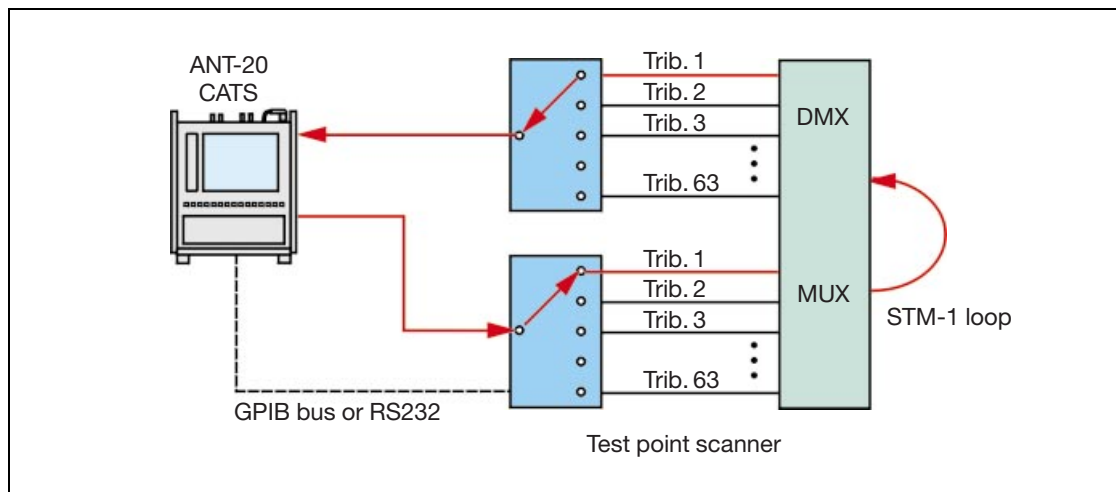 ANT-20
CATS
Trib. 1
Trib. 2
Trib. 3
Trib. 63
DMX
Trib. 1
Trib. 2
Trib. 3
Trib. 63
MUX
STM-1 loop
GPIB bus or RS232
Test point scanner